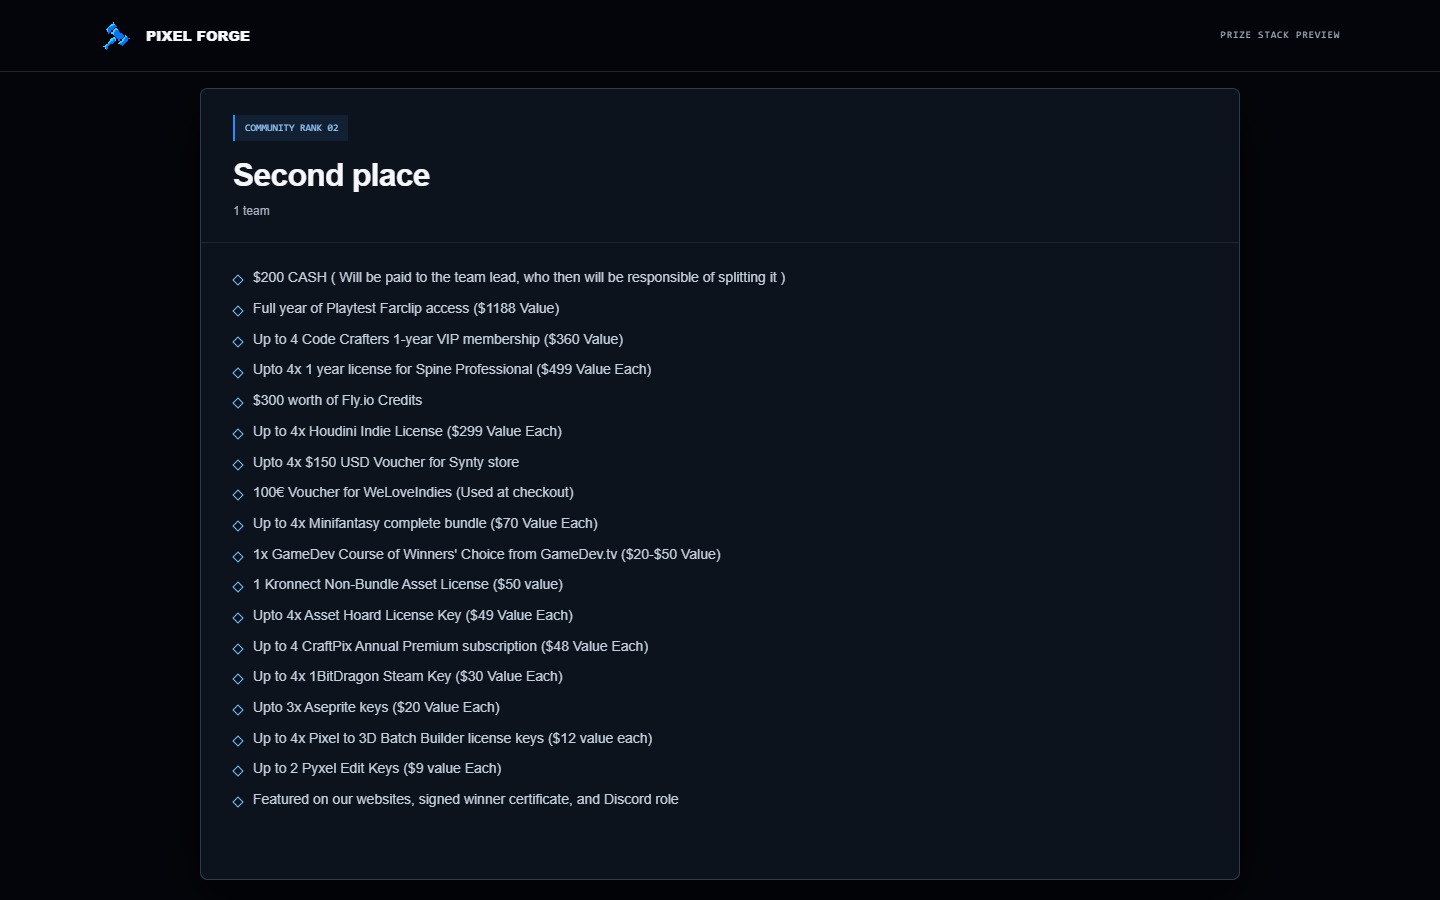 PIXEL FORGE
PRIZE STACK PREVIEW
COMMUNITY RANK 02
Second place
1 team
$200 CASH ( Will be paid to the team lead, who then will be responsible of splitting it )
Full year of Playtest Farclip access ($1188 Value)
Up to 4 Code Crafters 1-year VIP membership ($360 Value)
Upto 4x 1 year license for Spine Professional ($499 Value Each)
$300 worth of Fly.io Credits
Up to 4x Houdini Indie License ($299 Value Each)
Upto 4x $150 USD Voucher for Synty store
100€ Voucher for WeLoveIndies (Used at checkout)
Up to 4x Minifantasy complete bundle ($70 Value Each)
1x GameDev Course of Winners' Choice from GameDev.tv ($20-$50 Value)
1 Kronnect Non-Bundle Asset License ($50 value)
Upto 4x Asset Hoard License Key ($49 Value Each)
Up to 4 CraftPix Annual Premium subscription ($48 Value Each)
Up to 4x 1BitDragon Steam Key ($30 Value Each)
Upto 3x Aseprite keys ($20 Value Each)
Up to 4x Pixel to 3D Batch Builder license keys ($12 value each)
Up to 2 Pyxel Edit Keys ($9 value Each)
Featured on our websites, signed winner certificate, and Discord role